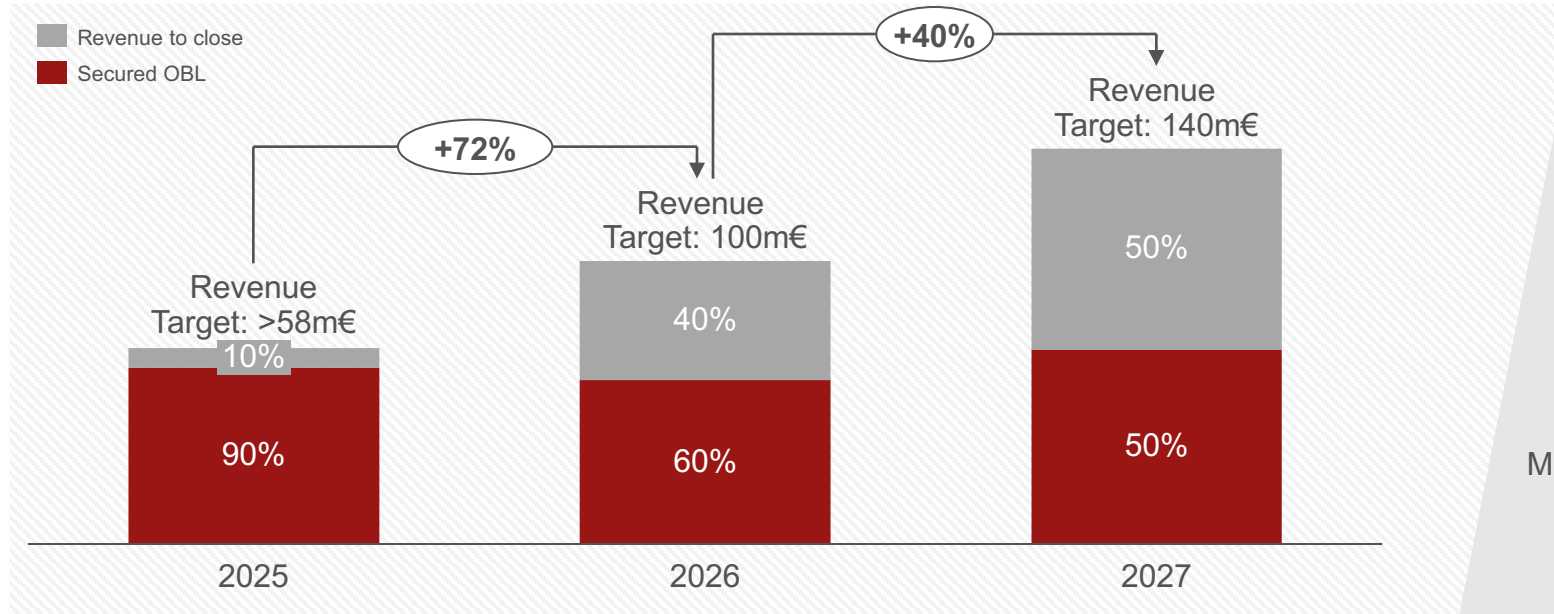 Revenue to close
Secured OBL
+72%
+40%
Revenue
Target: >58m€
10%
90%
Revenue
Target: 100m€
40%
60%
Revenue
Target: 140m€
50%
50%
2025
2026
2027
M